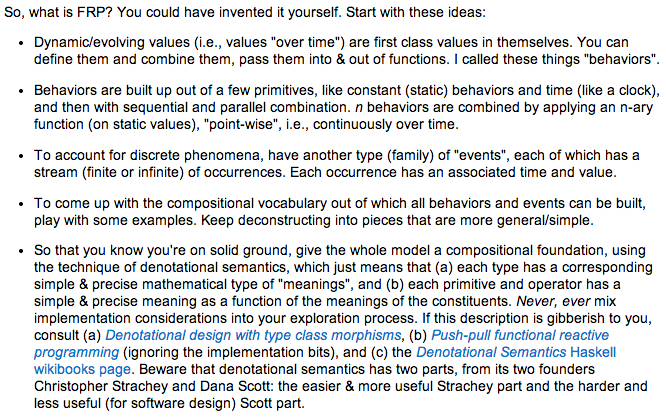 So, what is FRP? You could have invented it yourself. Start with these ideas:
• Dynamic/evolving values (i.e., values "over time") are first class values in themselves. You can
define them and combine them, pass them into & out of functions. I called these things "behaviors".
• Behaviors are built up out of a few primitives, like constant (static) behaviors and time (like a clock),
and then with sequential and parallel combination. n behaviors are combined by applying an n-ary
function (on static values), "point-wise", i.e., continuously over time.
• To account for discrete phenomena, have another type (family) of "events", each of which has a
stream (finite or infinite) of occurrences. Each occurrence has an associated time and value.
• To come up with the compositional vocabulary out of which all behaviors and events can be built,
play with some examples. Keep deconstructing into pieces that are more general/simple.
• So that you know you're on solid ground, give the whole model a compositional foundation, using
the technique of denotational semantics, which just means that (a) each type has a corresponding
simple & precise mathematical type of "meanings", and (b) each primitive and operator has a
simple & precise meaning as a function of the meanings of the constituents. Never, ever mix
implementation considerations into your exploration process. If this description is gibberish to you,
consult (a) Denotational design with type class morphisms, (b) Push-pull functional reactive
programming (ignoring the implementation bits), and (c) the Denotational Semantics Haskell
wikibooks page. Beware that denotational semantics has two parts, from its two founders
Christopher Strachey and Dana Scott: the easier & more useful Strachey part and the harder and
less useful (for software design) Scott part.